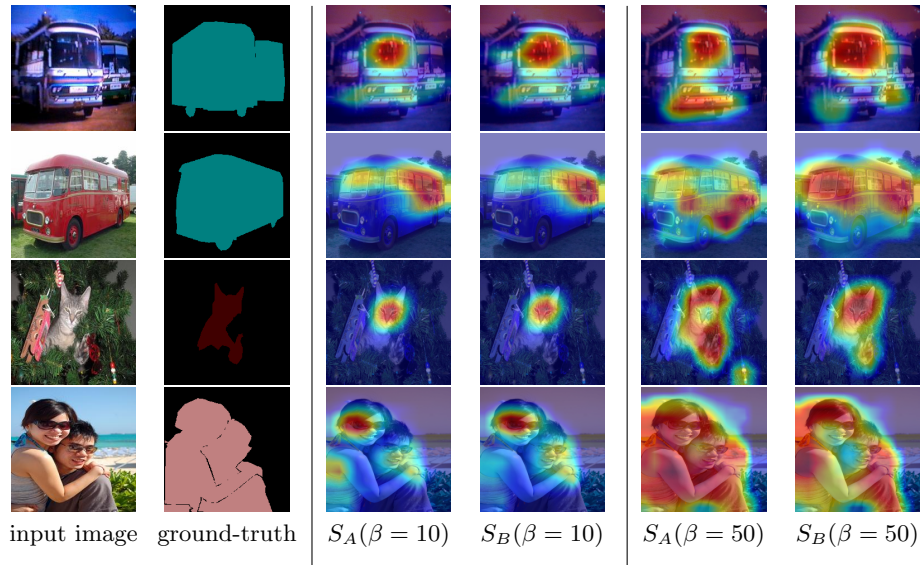 input image ground-truth $S_A(\beta = 10)$ $S_B(\beta = 10)$ $S_A(\beta = 50)$ $S_B(\beta = 50)$